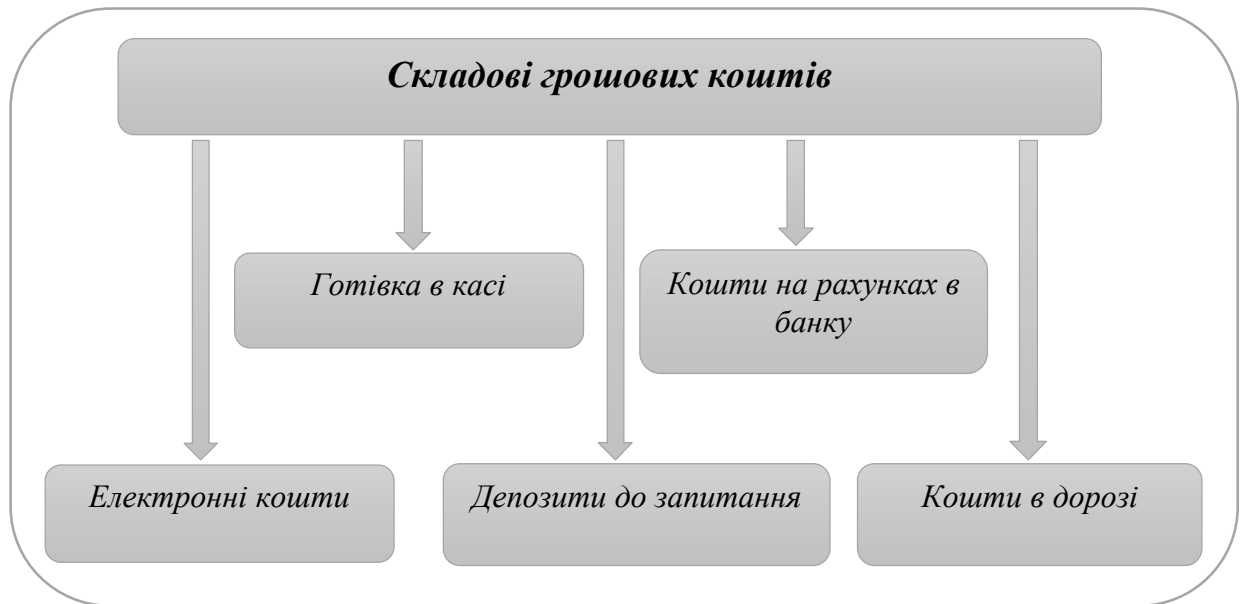 Складові грошових коштів
Готівка в касі
Кошти на рахунках в
банку
Електронні кошти
Депозити до запитання
Кошти в дорозі